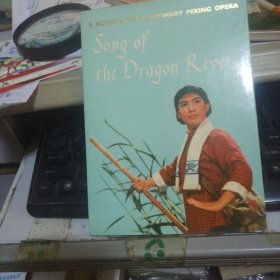 A MODERN REVOLUTIONARY PEKING OPERA
Song of
the Dragon River